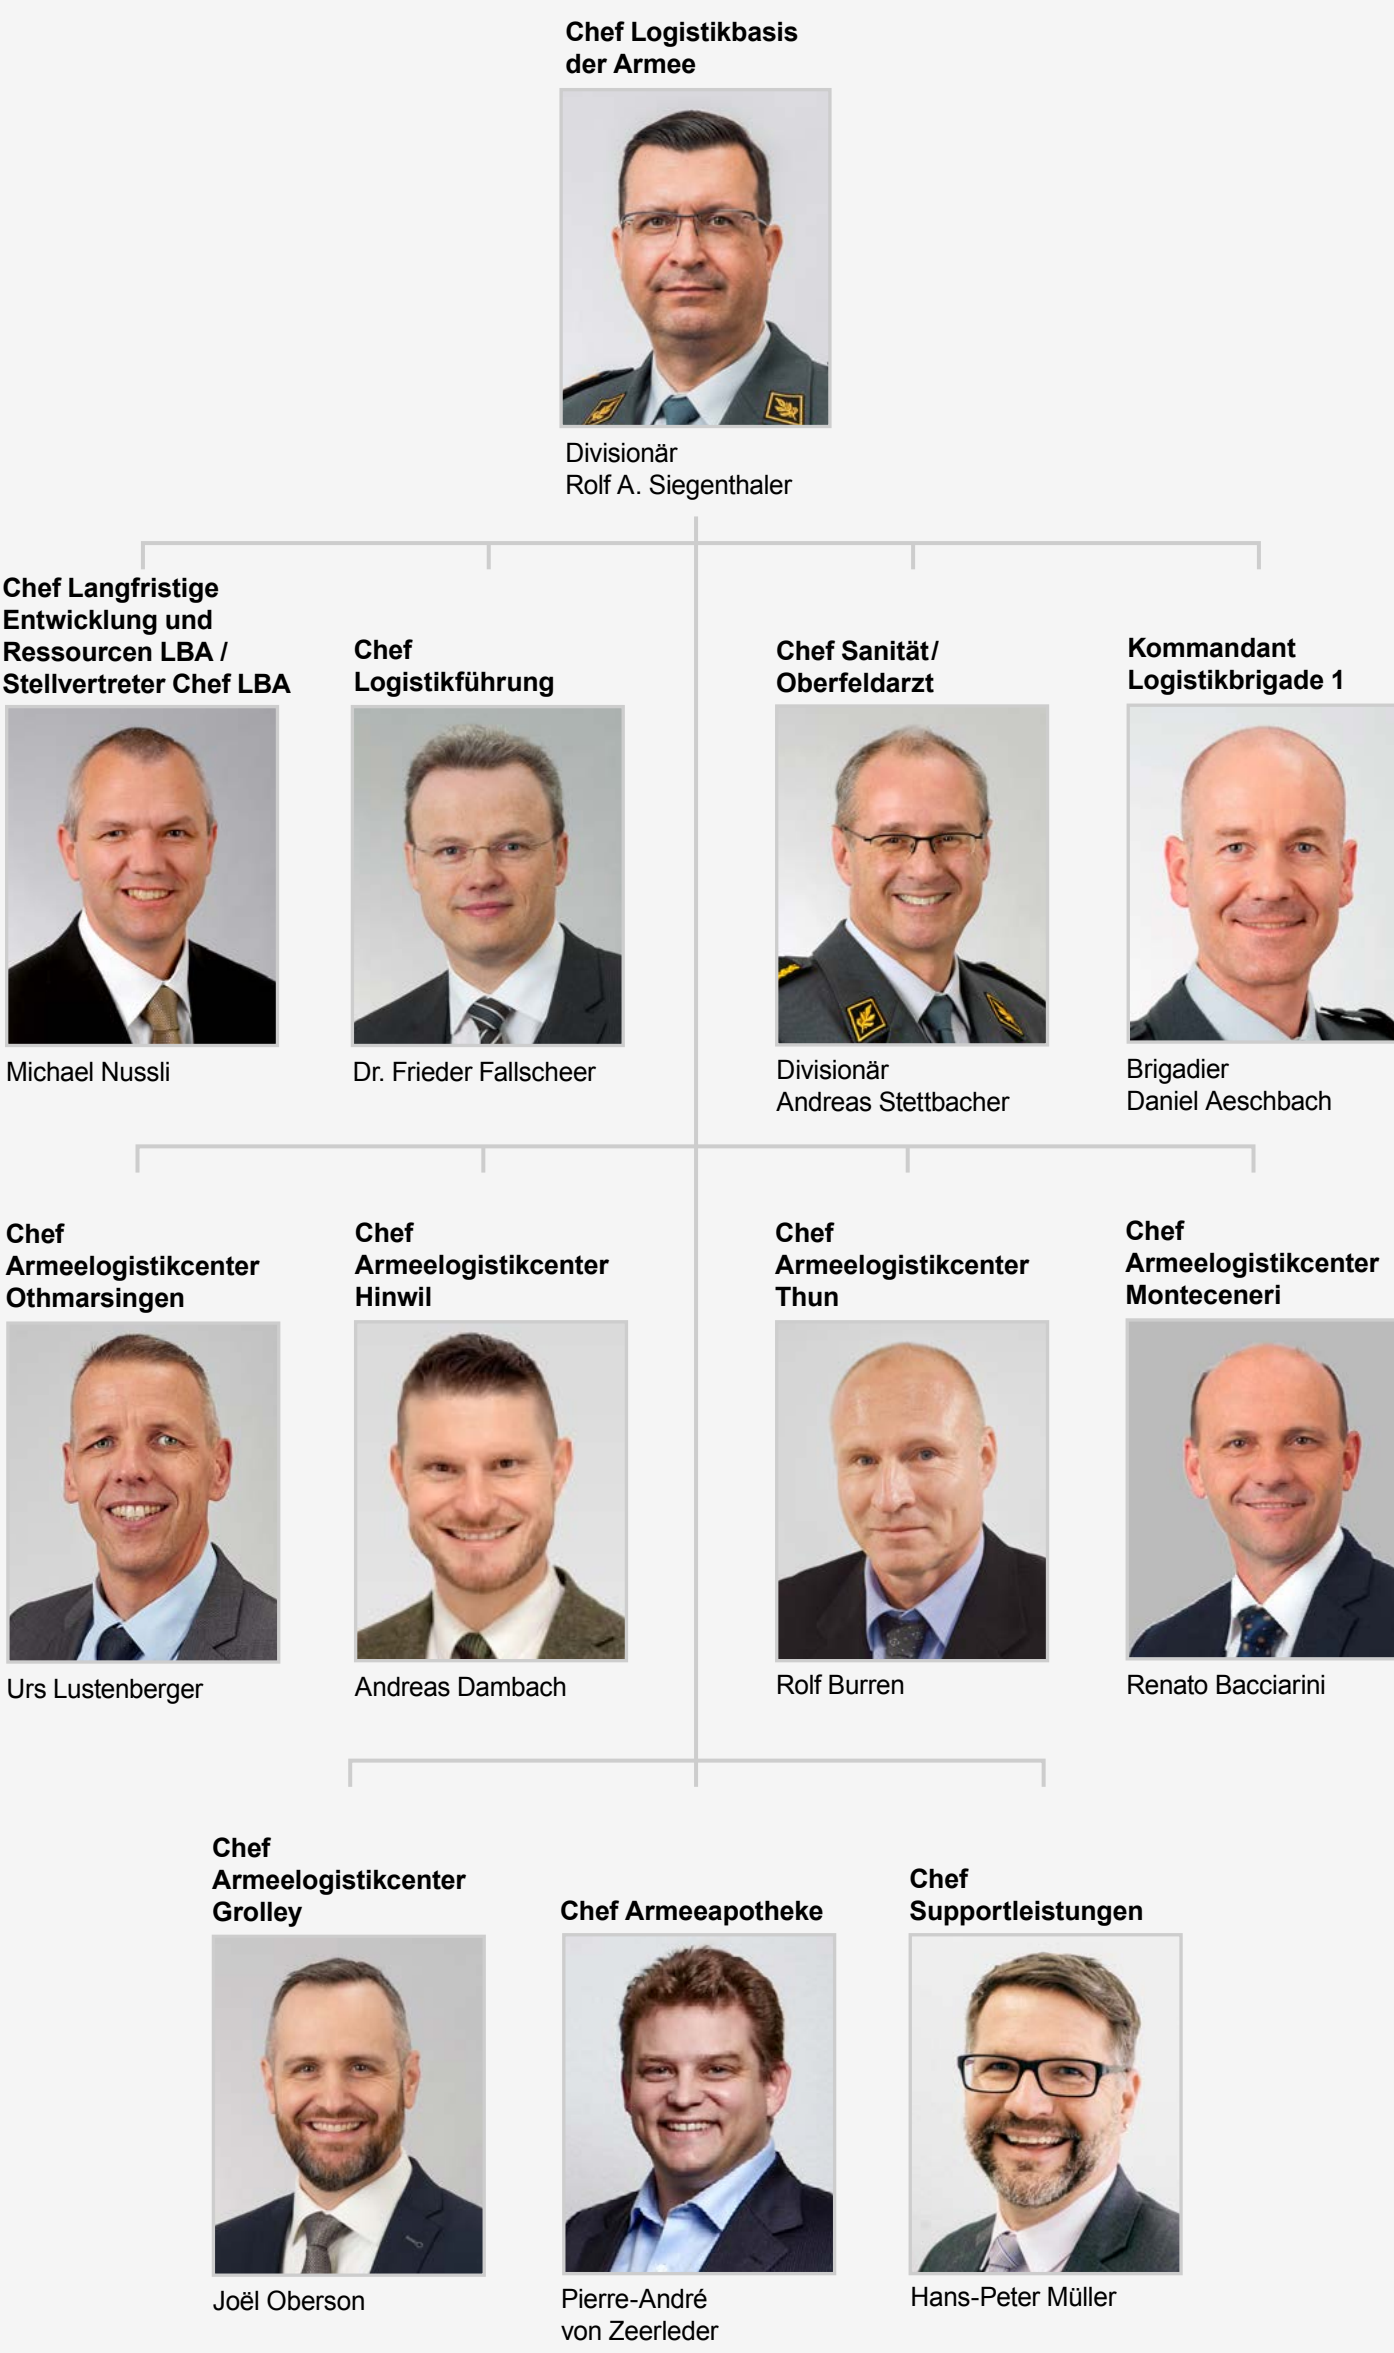 Chef Logistikbasis
der Armee
Divisionär
Rolf A. Siegenthaler
Chef Langfristige
Entwicklung und
Ressourcen LBA /
Stellvertreter Chef LBA
Michael Nussli
Chef
Logistikführung
Dr. Frieder Fallscheer
Chef Sanität/
Oberfeldarzt
Divisionär
Andreas Stettbacher
Kommandant
Logistikbrigade 1
Brigadier
Daniel Aeschbach
Chef
Armeelogistikcenter
Othmarsingen
Urs Lustenberger
Chef
Armeelogistikcenter
Hinwil
Andreas Dambach
Chef
Armeelogistikcenter
Thun
Rolf Burren
Chef
Armeelogistikcenter
Monteceneri
Renato Bacciarini
Chef
Armeelogistikcenter
Grolley
Joël Oberson
Chef Armeeapotheke
Pierre-André
von Zeerleder
Chef
Supportleistungen
Hans-Peter Müller